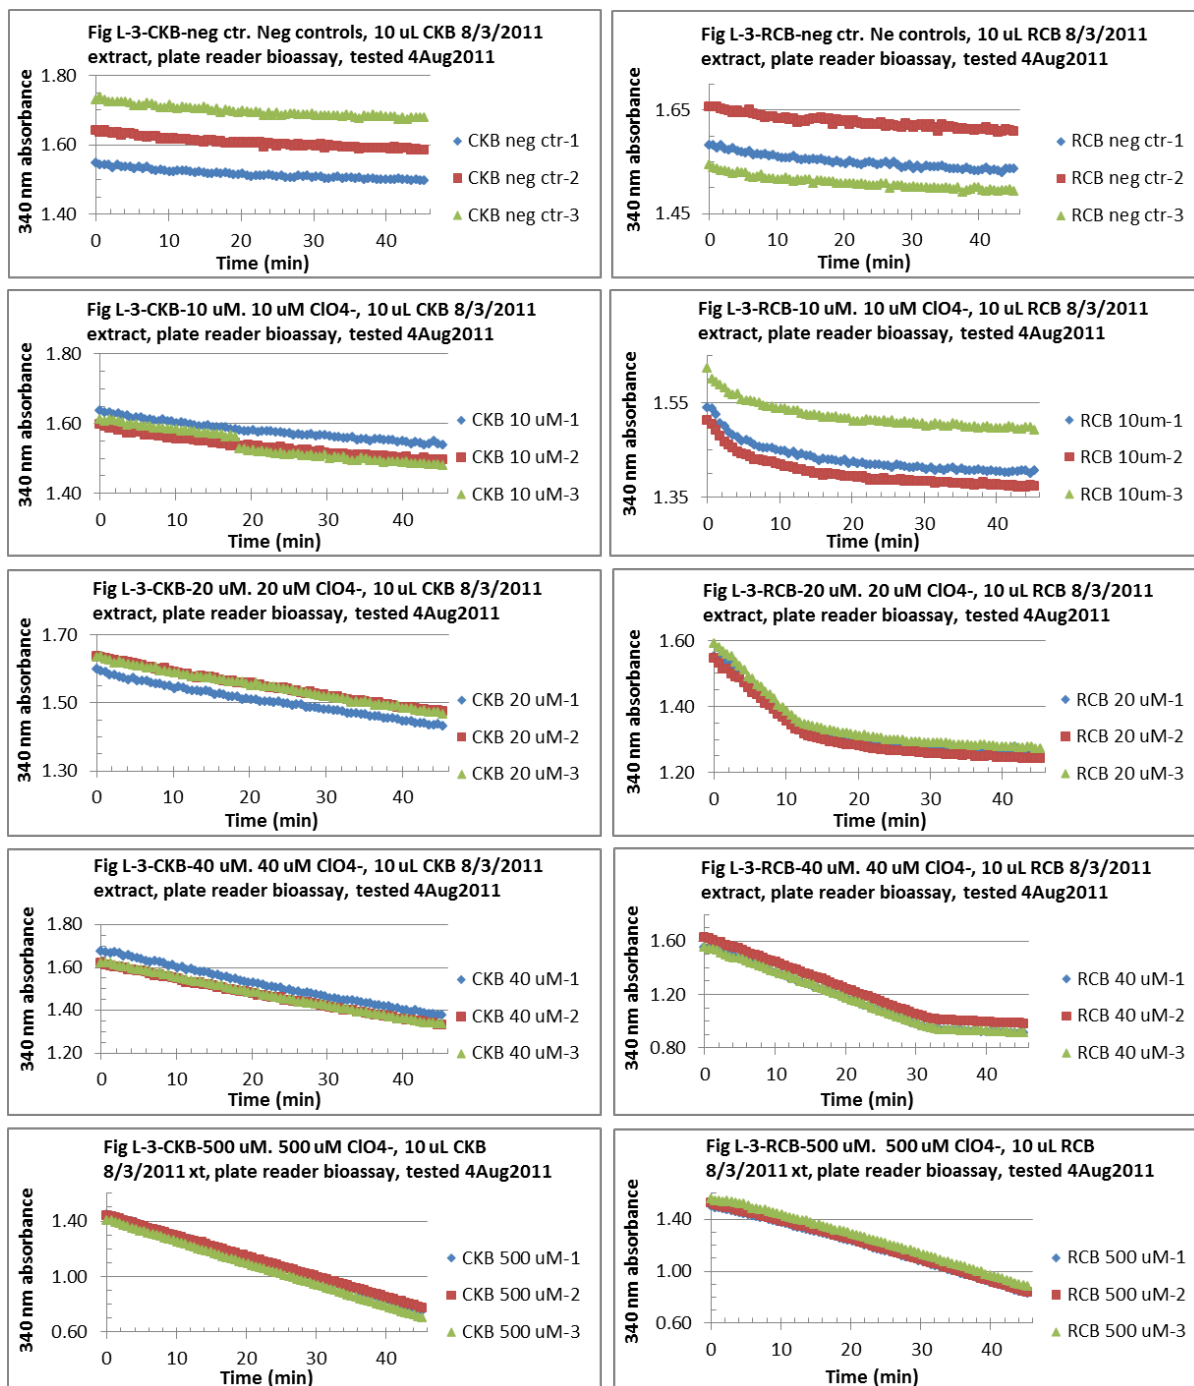 Fig L-3-CKB-neg ctr. Neg controls, 10 uL CKB 8/3/2011
extract, plate reader bioassay, tested 4Aug2011
340 nm absorbance
1.80
1.60
1.40
0 10 20 30 40
Time (min)
CKB neg ctr-1
CKB neg ctr-2
CKB neg ctr-3
Fig L-3-RCB-neg ctr. Ne controls, 10 uL RCB 8/3/2011
extract, plate reader bioassay, tested 4Aug2011
340 nm absorbance
1.65
1.45
0 10 20 30 40
Time (min)
RCB neg ctr-1
RCB neg ctr-2
RCB neg ctr-3
Fig L-3-CKB-10 uM. 10 uM ClO4-, 10 uL CKB 8/3/2011
extract, plate reader bioassay, tested 4Aug2011
340 nm absorbance
1.80
1.60
1.40
0 10 20 30 40
Time (min)
CKB 10 uM-1
CKB 10 uM-2
CKB 10 uM-3
Fig L-3-RCB-10 uM. 10 uM ClO4-, 10 uL RCB 8/3/2011
extract, plate reader bioassay, tested 4Aug2011
340 nm absorbance
1.55
1.35
0 10 20 30 40
Time (min)
RCB 10um-1
RCB 10um-2
RCB 10um-3
Fig L-3-CKB-20 uM. 20 uM ClO4-, 10 uL CKB 8/3/2011
extract, plate reader bioassay, tested 4Aug2011
340 nm absorbance
1.70
1.50
1.30
0 10 20 30 40
Time (min)
CKB 20 uM-1
CKB 20 uM-2
CKB 20 uM-3
Fig L-3-RCB-20 uM. 20 uM ClO4-, 10 uL RCB 8/3/2011
extract, plate reader bioassay, tested 4Aug2011
340 nm absorbance
1.60
1.40
1.20
0 10 20 30 40
Time (min)
RCB 20 uM-1
RCB 20 uM-2
RCB 20 uM-3
Fig L-3-CKB-40 uM. 40 uM ClO4-, 10 uL CKB 8/3/2011
extract, plate reader bioassay, tested 4Aug2011
340 nm absorbance
1.80
1.60
1.40
1.20
0 10 20 30 40
Time (min)
CKB 40 uM-1
CKB 40 uM-2
CKB 40 uM-3
Fig L-3-RCB-40 uM. 40 uM ClO4-, 10 uL RCB 8/3/2011
extract, plate reader bioassay, tested 4Aug2011
340 nm absorbance
1.60
1.20
0.80
0 10 20 30 40
Time (min)
RCB 40 uM-1
RCB 40 uM-2
RCB 40 uM-3
Fig L-3-CKB-500 uM. 500 uM ClO4-, 10 uL CKB
8/3/2011 xt, plate reader bioassay, tested 4Aug2011
340 nm absorbance
1.40
1.00
0.60
0 10 20 30 40
Time (min)
CKB 500 uM-1
CKB 500 uM-2
CKB 500 uM-3
Fig L-3-RCB-500 uM. 500 uM ClO4-, 10 uL RCB
8/3/2011 xt, plate reader bioassay, tested 4Aug2011
340 nm absorbance
1.40
1.00
0.60
0 10 20 30 40
Time (min)
RCB 500 uM-1
RCB 500 uM-2
RCB 500 uM-3